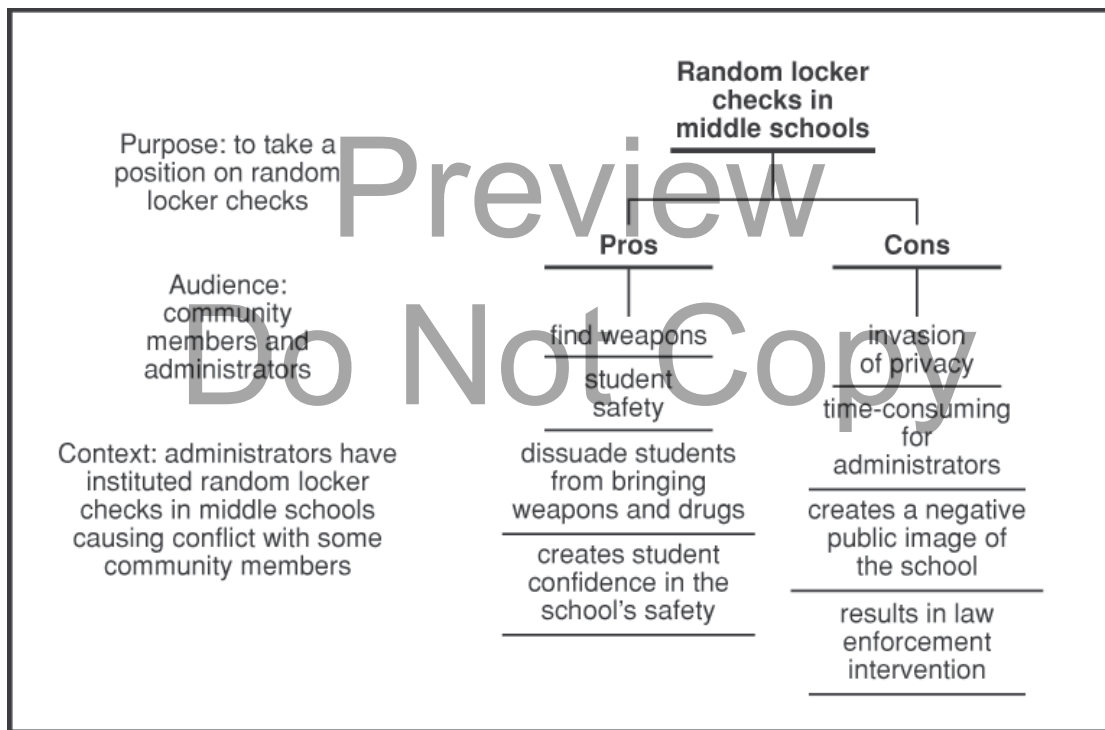 Random locker
checks in
middle schools
Purpose: to take a
position on random
locker checks
Audience:
community
members and
administrators
Context: administrators have
instituted random locker
checks in middle schools
causing conflict with some
community members
Pros
find weapons
student
safety
dissuade students
from bringing
weapons and drugs
creates student
confidence in the
school's safety
Cons
invasion
of privacy
time-consuming
for
administrators
creates a negative
public image of
the school
results in law
enforcement
intervention
Preview
Do Not Copy